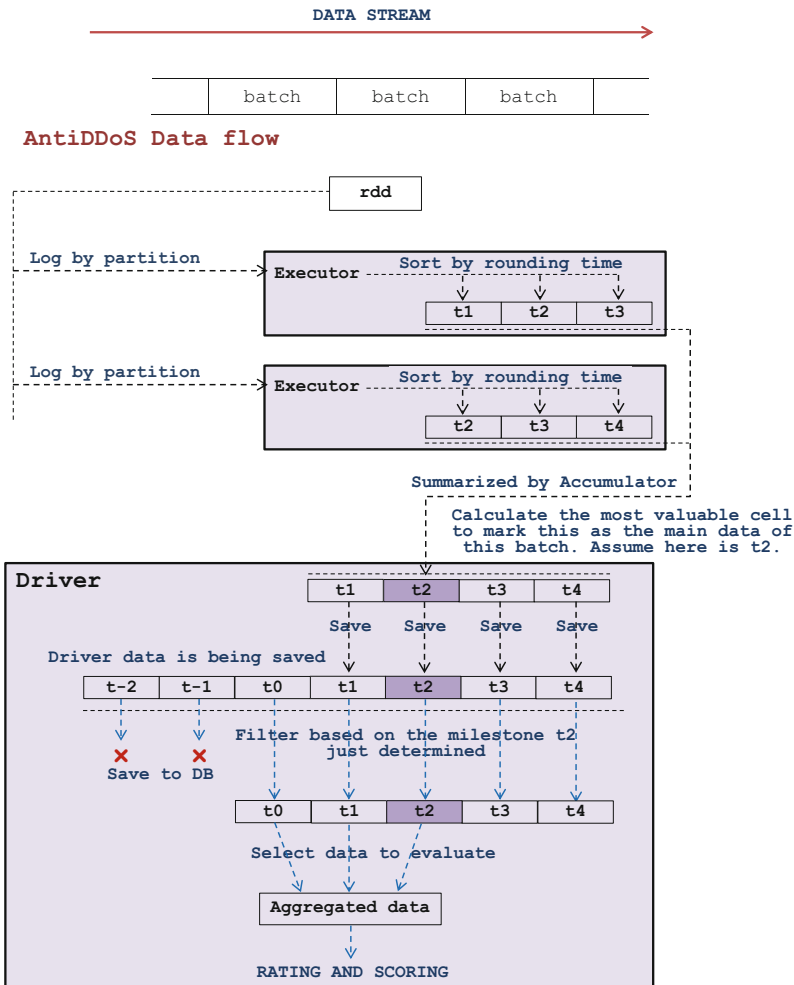 DATA STREAM
batch batch batch
AntiDDoS Data flow
rdd
Log by partition
Executor
Sort by rounding time
t1 t2 t3
Log by partition
Executor
Sort by rounding time
t2 t3 t4
Summarized by Accumulator
Calculate the most valuable cell
to mark this as the main data of
this batch. Assume here is t2.
Driver
t1 t2 t3 t4
Save Save Save Save
Driver data is being saved
t-2 t-1 t0 t1 t2 t3 t4
Filter based on the milestone t2
just determined
Save to DB
t0 t1 t2 t3 t4
Select data to evaluate
Aggregated data
RATING AND SCORING